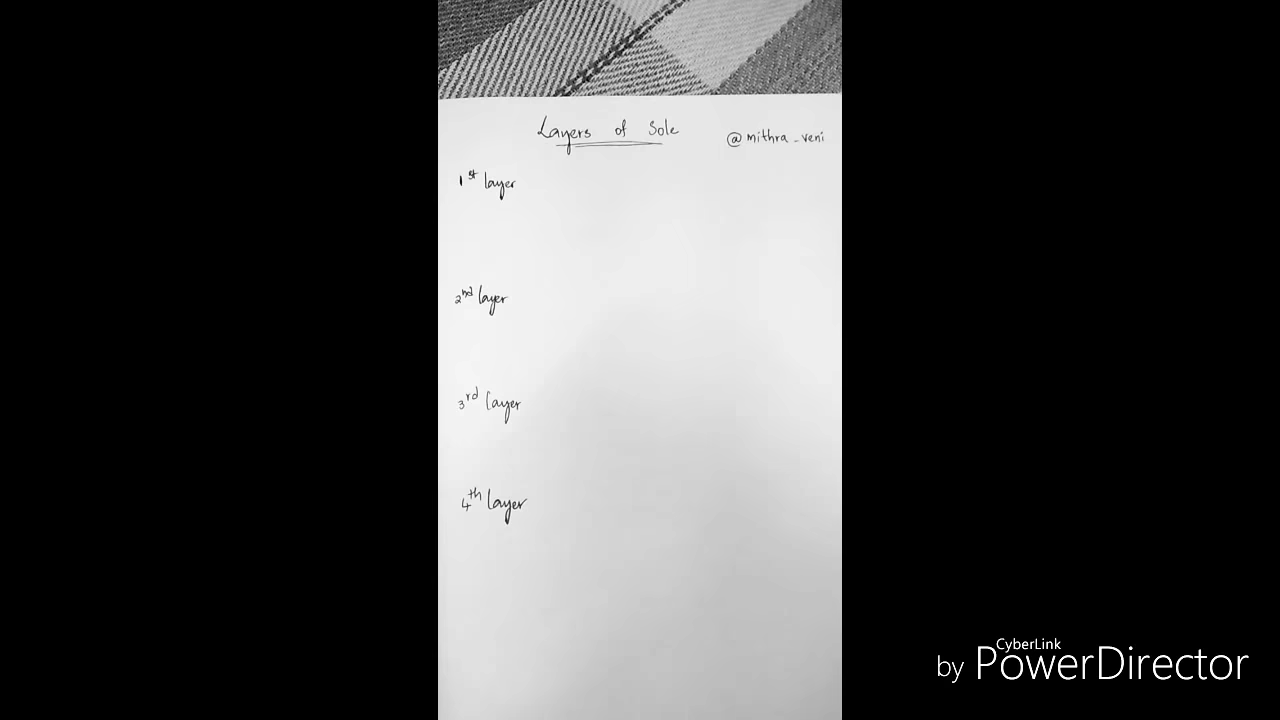 Layers of Sole
@mithra_veni
1st layer
2nd layer
3rd layer
4th layer
CyberLink
by PowerDirector